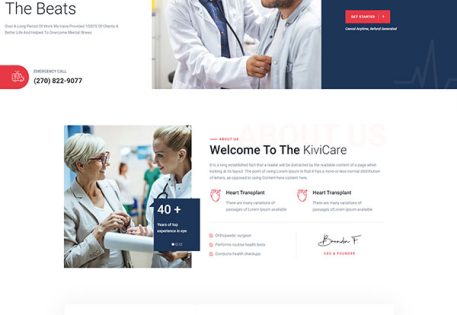 The Beats
Over A Long Period Of Work We Have Provided 1000'S Of Clients A
Better Life And Helped To Overcome Mental Illness
GET STARTED
Cancel Anytime, Refund Guaranteed
EMERGENCY CALL
(270) 822-9077
ABOUT US
ABOUT US
Welcome To The KiviCare
It is a long established fact that a reader will be distracted by the readable content of a page when
looking at its layout. The point of using Lorem Ipsum is that it has a more-or-less normal distribution
of letters, as opposed to using Content here content here.
Heart Transplant
There are many variations of
passages of Lorem Ipsum available
Heart Transplant
There are many variations of
passages of Lorem Ipsum available
40 +
Years of top
experience in eye
Orthopaedic surgeon
Performs routine health tests
Conducts health checkups
Brenda F
CEO & FOUNDER